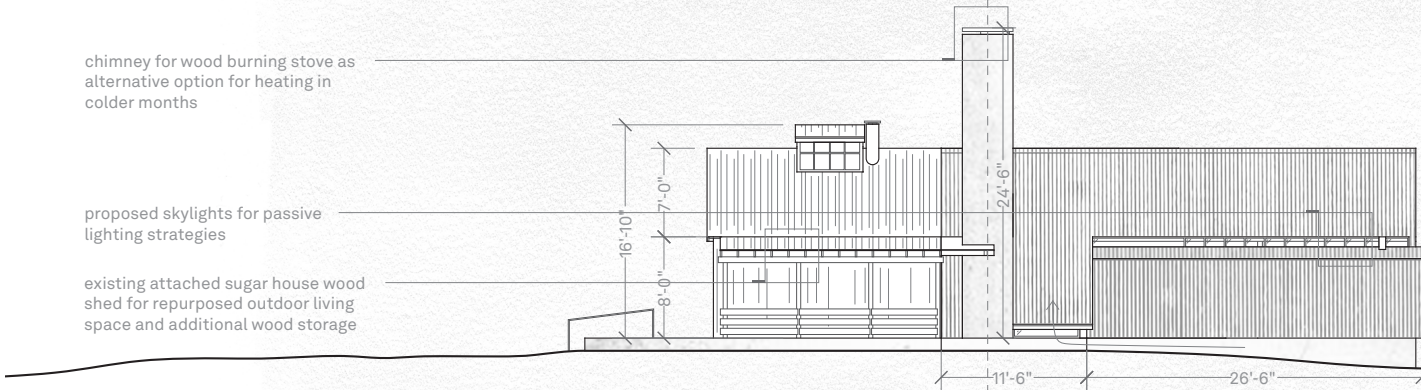 chimney for wood burning stove as
alternative option for heating in
colder months
24'-6"
7'-0"
16'-10"
proposed skylights for passive
lighting strategies
existing attached sugar house wood
shed for repurposed outdoor living
space and additional wood storage
8'-0"
11'-6"
26'-6"